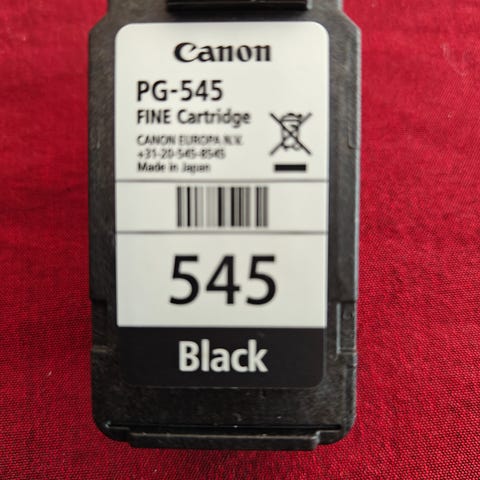 Canon
PG-545
FINE Cartridge
CANON EUROPA N.V.
+31-20-545-8545
Made in Japan
545
Black